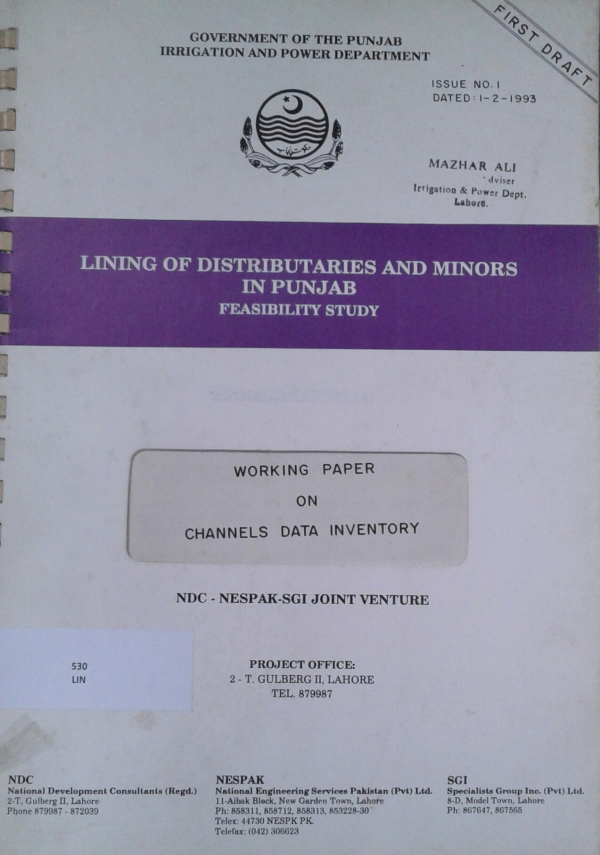 FIRST DRAFT
GOVERNMENT OF THE PUNJAB
IRRIGATION AND POWER DEPARTMENT
ISSUE NO. 1
DATED: 1-2-1993
MAZHAR ALI
dviser
Irrigation & Power Dept.
Lahore.
LINING OF DISTRIBUTARIES AND MINORS
IN PUNJAB
FEASIBILITY STUDY
WORKING PAPER
ON
CHANNELS DATA INVENTORY
NDC - NESPAK-SGI JOINT VENTURE
530
LIN
PROJECT OFFICE:
2 - T. GULBERG II, LAHORE
TEL. 879987
NDC
National Development Consultants (Regd.)
2-T, Gulberg II, Lahore
Phone 879987 - 872039
NESPAK
National Engineering Services Pakistan (Pvt) Ltd.
11-Aibak Block, New Garden Town, Lahore
Ph: 858311, 858712, 858313, 853228-30
Telex: 44730 NESPK PK.
Telefax: (042) 306623
SGI
Specialists Group Inc. (Pvt) Ltd.
8-D, Model Town, Lahore
Ph: 867647, 867565